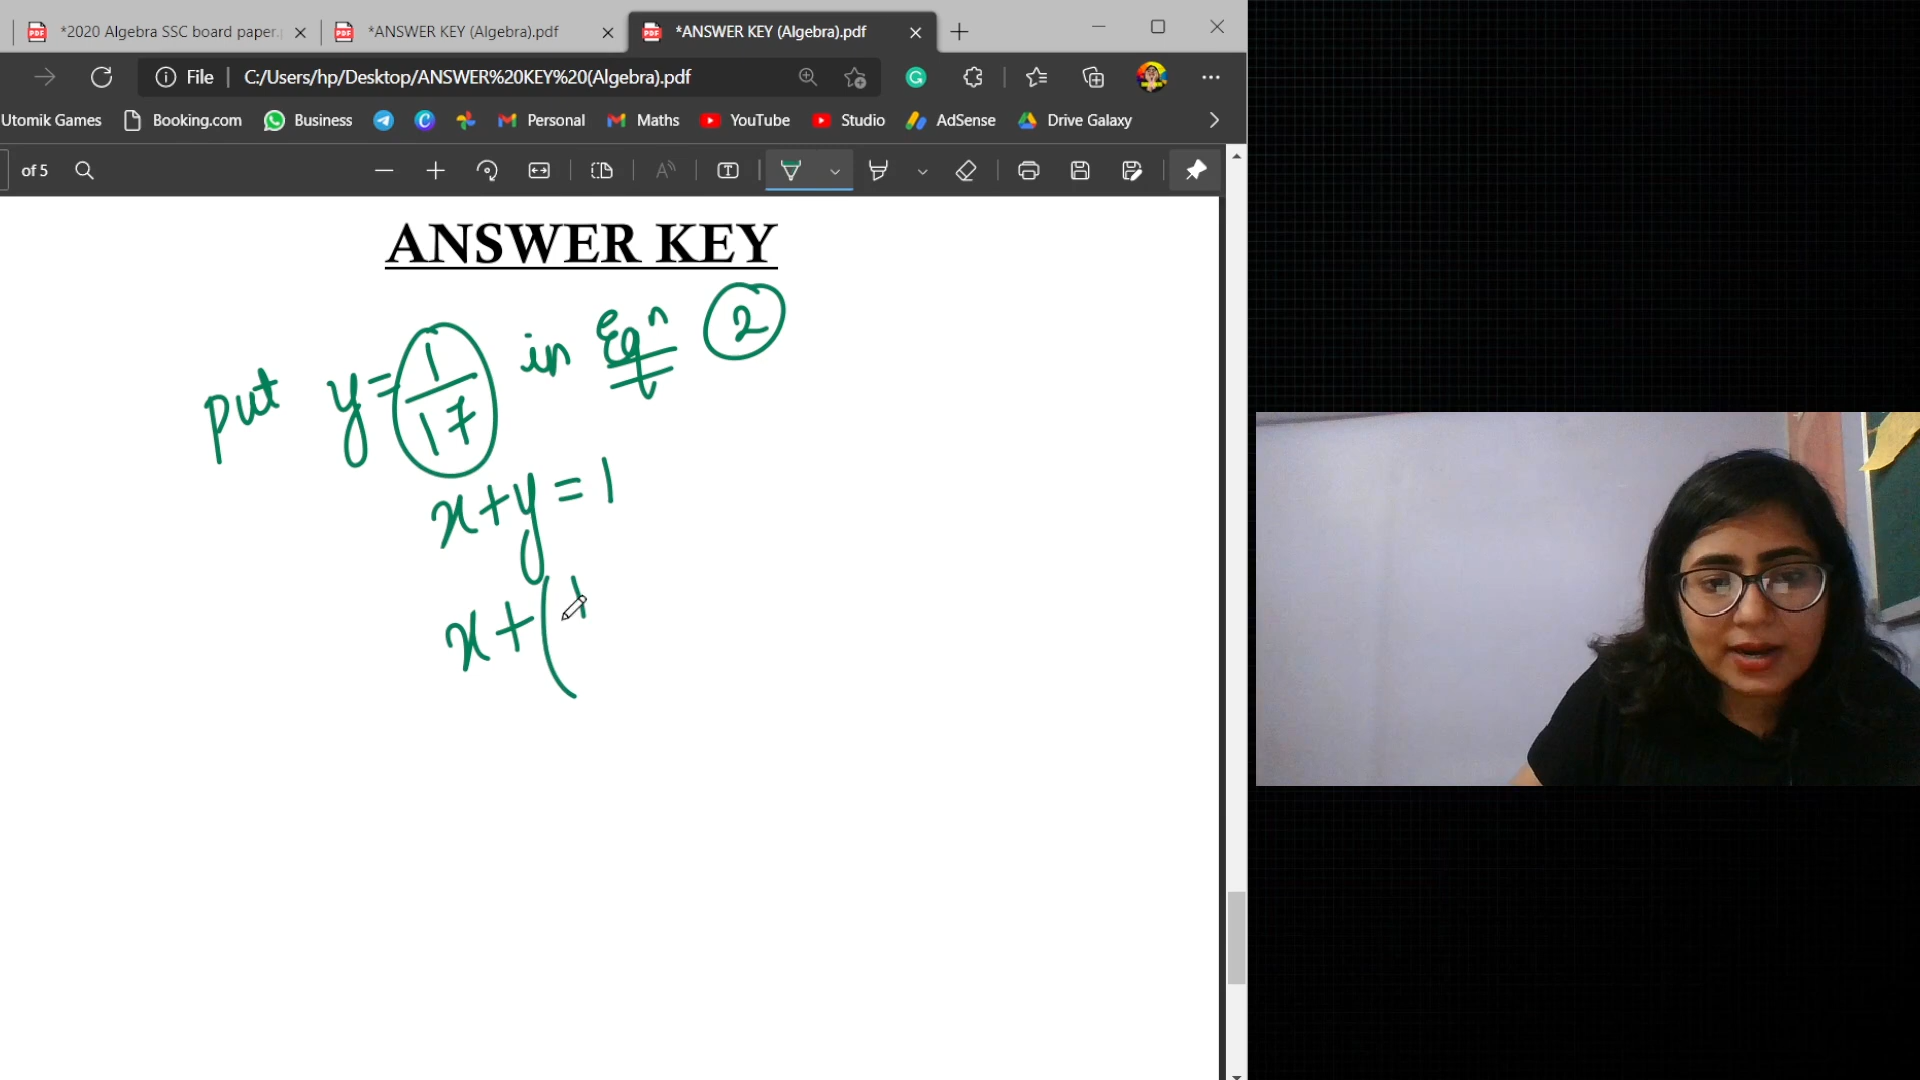 *2020 Algebra SSC board paper.
*ANSWER KEY (Algebra).pdf
*ANSWER KEY (Algebra).pdf
File C:/Users/hp/Desktop/ANSWER%20KEY%20(Algebra).pdf
Utomik Games Booking.com Business Personal Maths YouTube Studio AdSense Drive Galaxy
of 5
ANSWER KEY
put y=1/17 in Eqn 2
x+y=1
x+(1